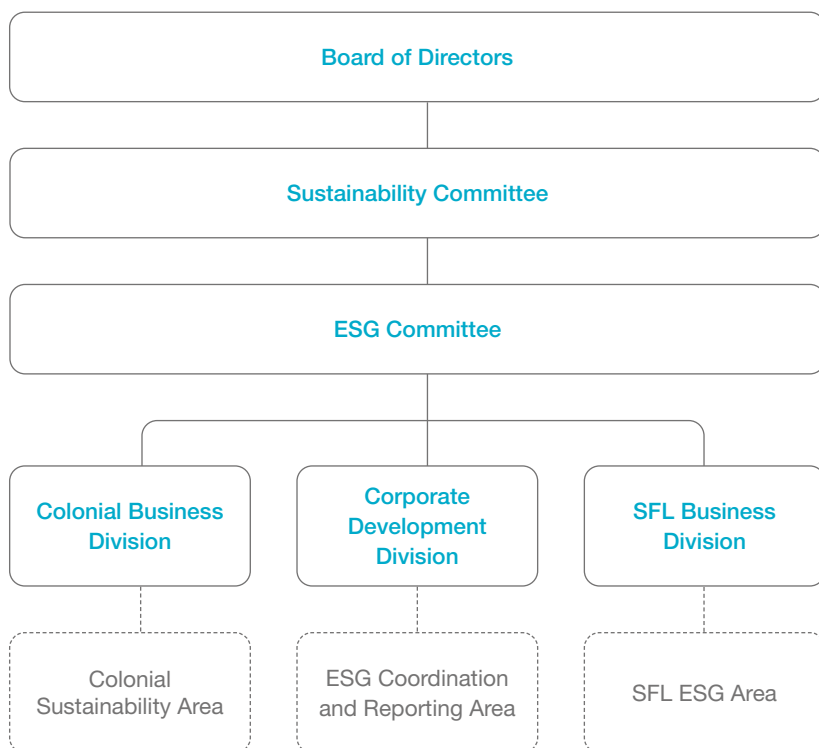 Board of Directors
Sustainability Committee
ESG Committee
Colonial Business
Division
Corporate
Development
Division
SFL Business
Division
Colonial
Sustainability Area
ESG Coordination
and Reporting Area
SFL ESG Area